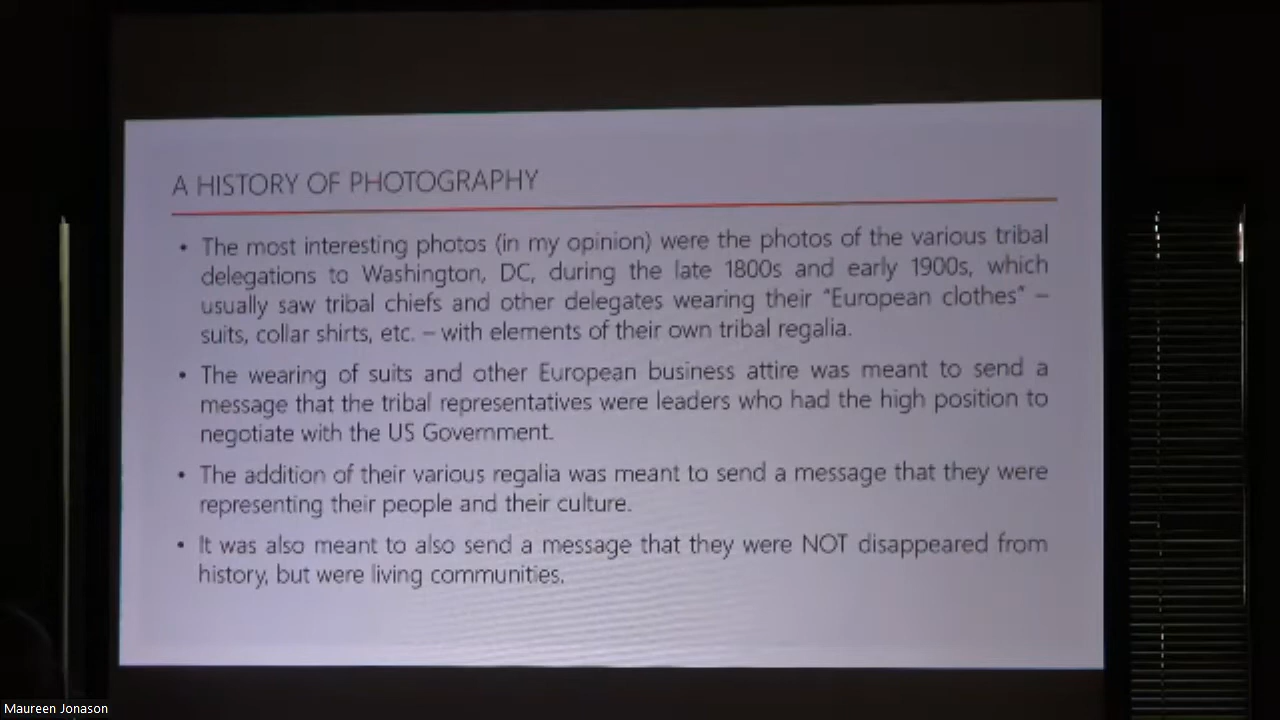 A HISTORY OF PHOTOGRAPHY
• The most interesting photos (in my opinion) were the photos of the various tribal
delegations to Washington, DC, during the late 1800s and early 1900s, which
usually saw tribal chiefs and other delegates wearing their "European clothes" –
suits, collar shirts, etc. – with elements of their own tribal regalia.
• The wearing of suits and other European business attire was meant to send a
message that the tribal representatives were leaders who had the high position to
negotiate with the US Government.
• The addition of their various regalia was meant to send a message that they were
representing their people and their culture.
• It was also meant to also send a message that they were NOT disappeared from
history, but were living communities.
Maureen Jonason